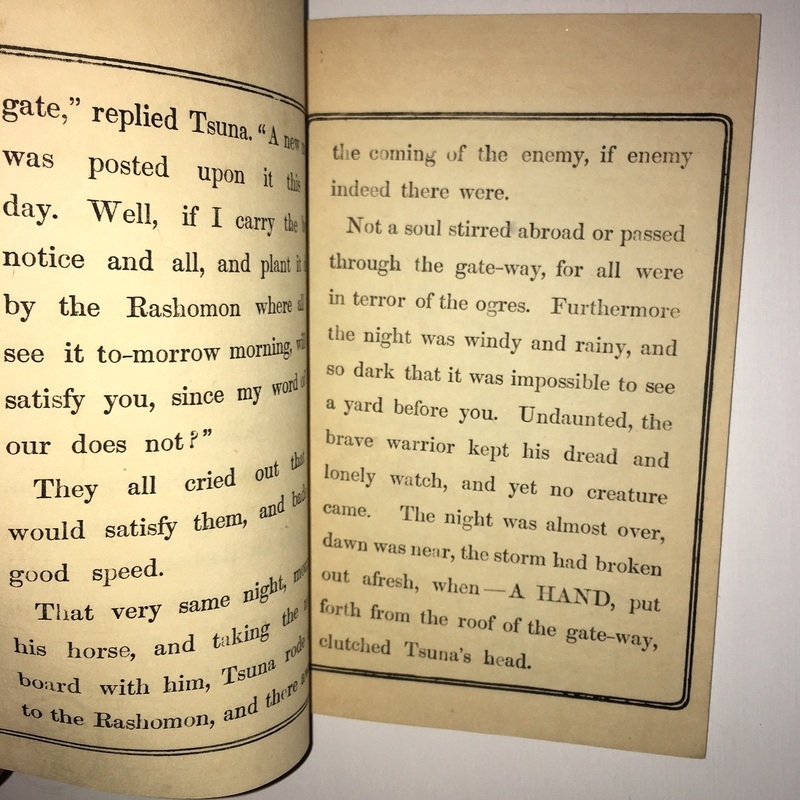 gate,” replied Tsuna. “A new
was posted upon it this
day. Well, if I carry the
notice and all, and plant it
by the Rashomon where all
see it to-morrow morning, will
satisfy you, since my word of
our does not?”
They all cried out that
would satisfy them, and bade
good speed.
That very same night,
his horse, and taking the
board with him, Tsuna rode
to the Rashomon, and there
the coming of the enemy, if enemy
indeed there were.
Not a soul stirred abroad or passed
through the gate-way, for all were
in terror of the ogres. Furthermore
the night was windy and rainy, and
so dark that it was impossible to see
a yard before you. Undaunted, the
brave warrior kept his dread and
lonely watch, and yet no creature
came. The night was almost over,
dawn was near, the storm had broken
out afresh, when—A HAND, put
forth from the roof of the gate-way,
clutched Tsuna's head.